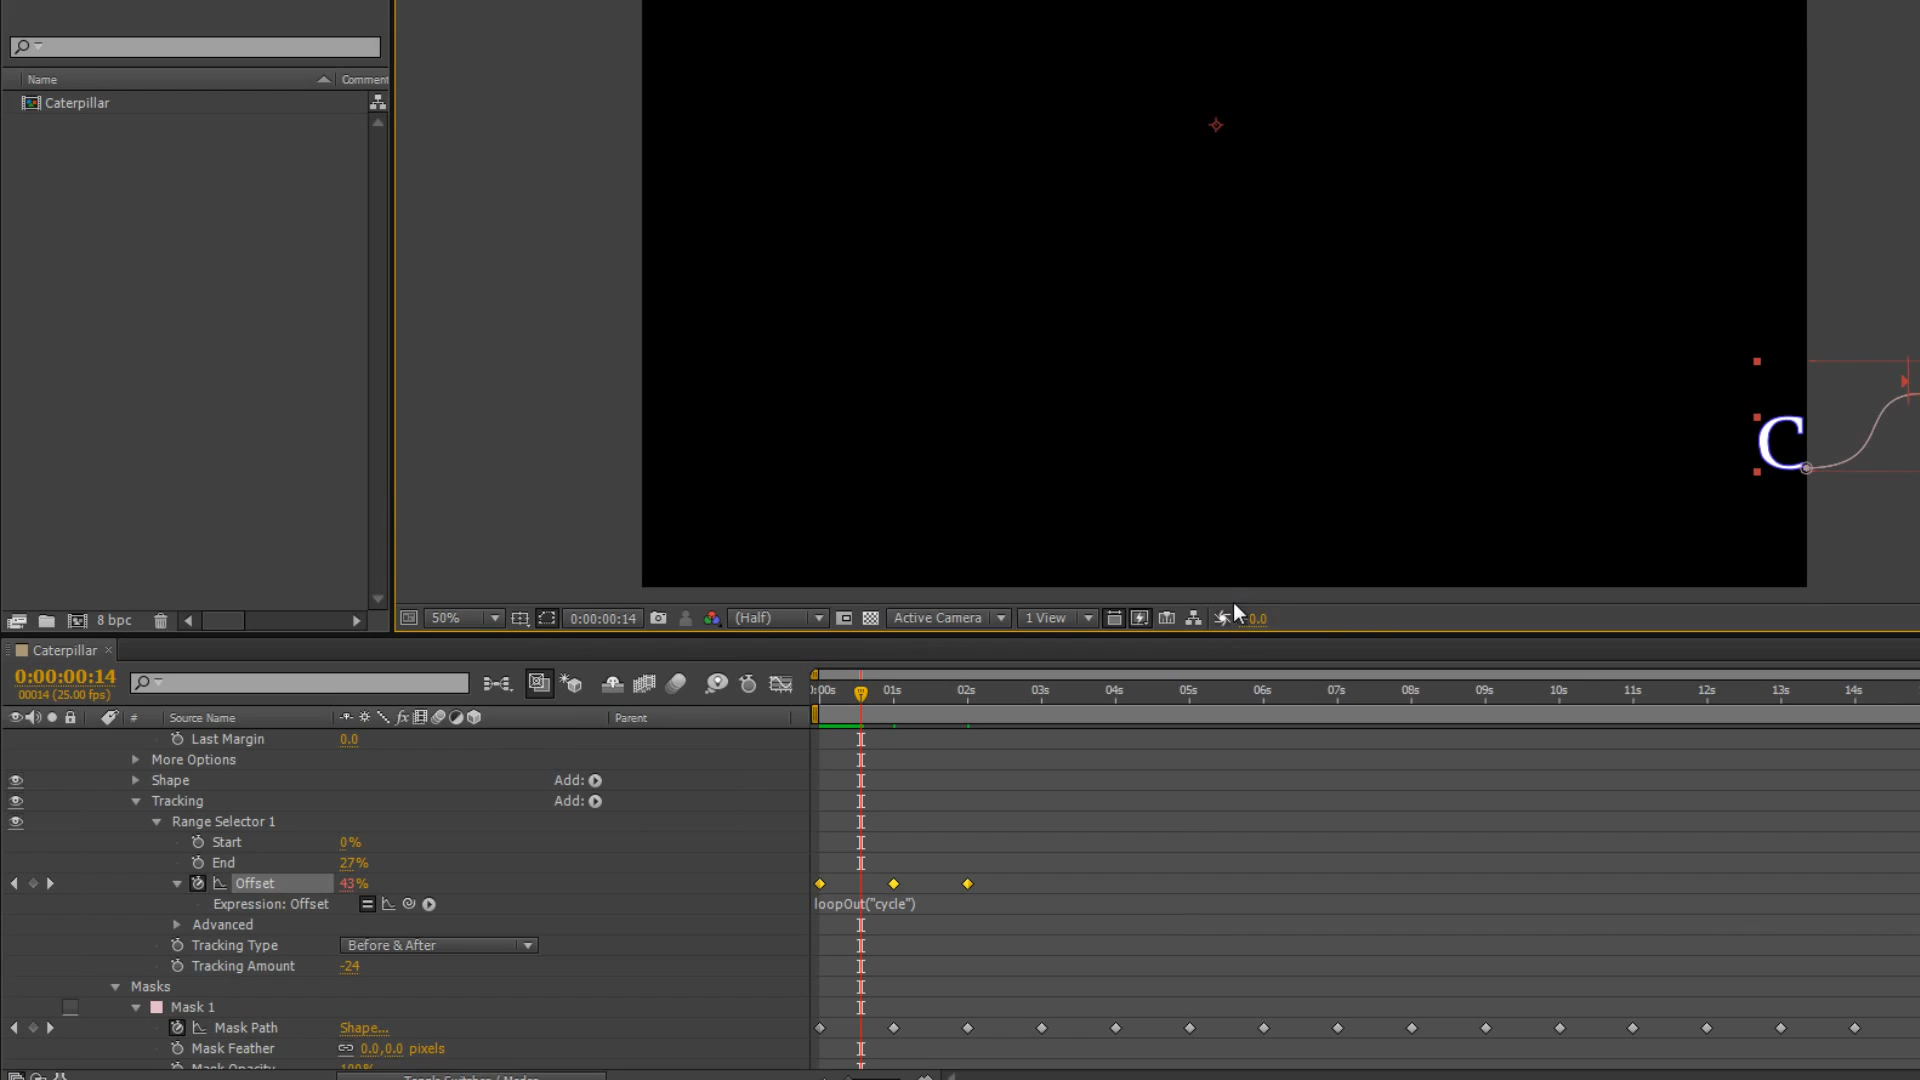 Name Comment
Caterpillar
8 bpc
C
50% 0:00:00:14 (Half) Active Camera 1 View 0.0
Caterpillar ×
0:00:00:14
00014 (25.00 fps)
:00s 01s 02s 03s 04s 05s 06s 07s 08s 09s 10s 11s 12s 13s 14s
# Source Name fx Parent
Last Margin 0.0
More Options
Shape Add:
Tracking Add:
Range Selector 1
Start 0%
End 27%
Offset 43%
Expression: Offset loopOut("cycle")
Advanced
Tracking Type Before & After
Tracking Amount -24
Masks
Mask 1
Mask Path Shape...
Mask Feather 0.0,0.0 pixels
Mask Opacity 100%
Toggle Switches / Modes